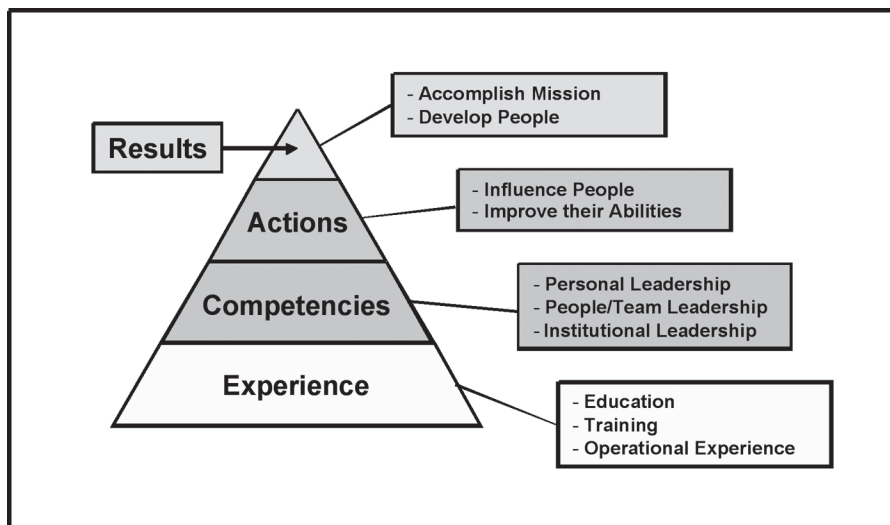 - Accomplish Mission
- Develop People
Results
- Influence People
- Improve their Abilities
Actions
- Personal Leadership
- People/Team Leadership
- Institutional Leadership
Competencies
Experience
- Education
- Training
- Operational Experience